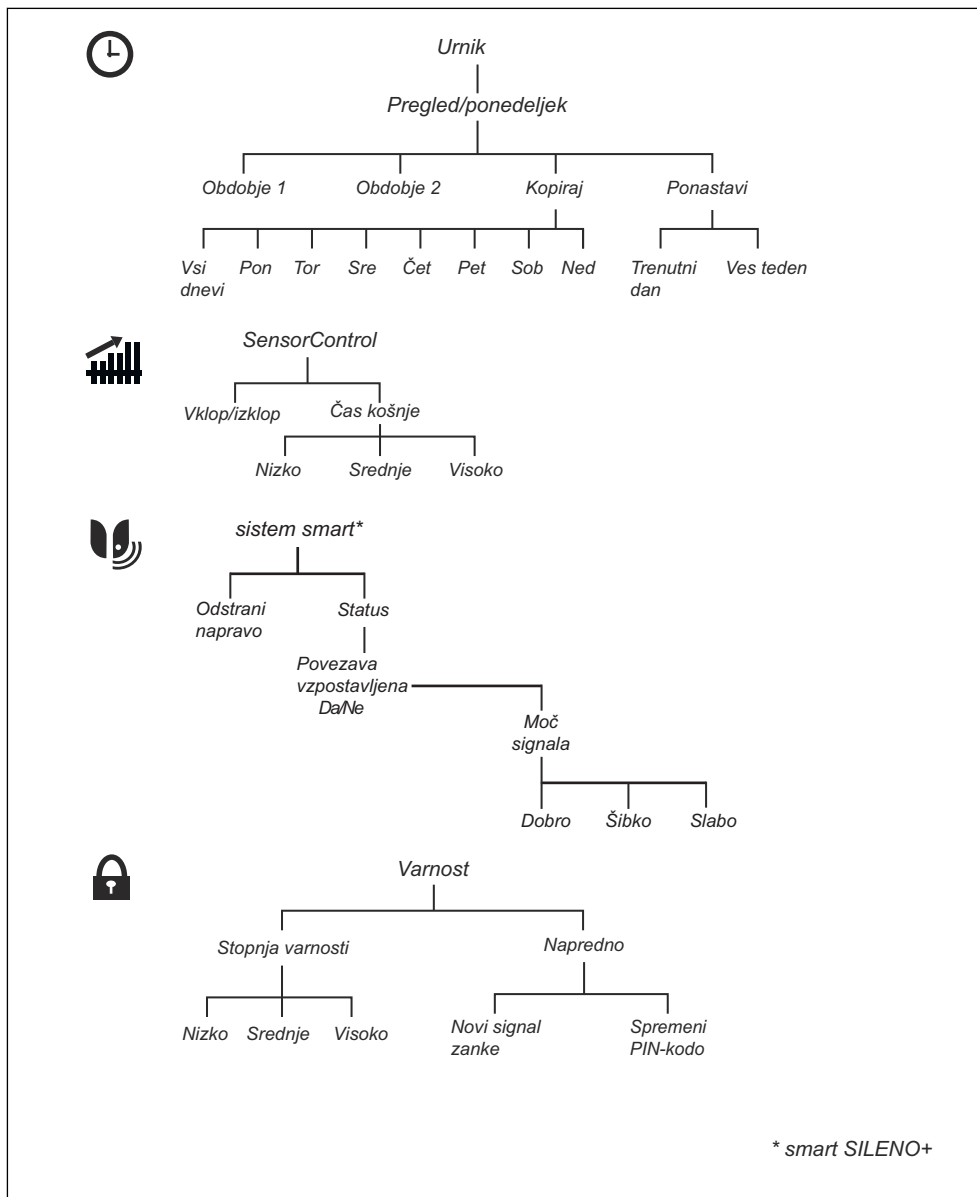 Urnik
Pregled/ponedeljek
Obdobje 1 Obdobje 2 Kopiraj Ponastavi
Vsi dnevi Pon Tor Sre Čet Pet Sob Ned Trenutni dan Ves teden
SensorControl
Vklop/izklop Čas košnje
Nizko Srednje Visoko
sistem smart*
Odstrani napravo
Status
Povezava
vzpostavljena
Da/Ne
Moč
signala
Dobro Šibko Slabo
Varnost
Stopnja varnosti Napredno
Nizko Srednje Visoko
Novi signal
zanke
Spremeni
PIN-kodo
* smart SILENO+